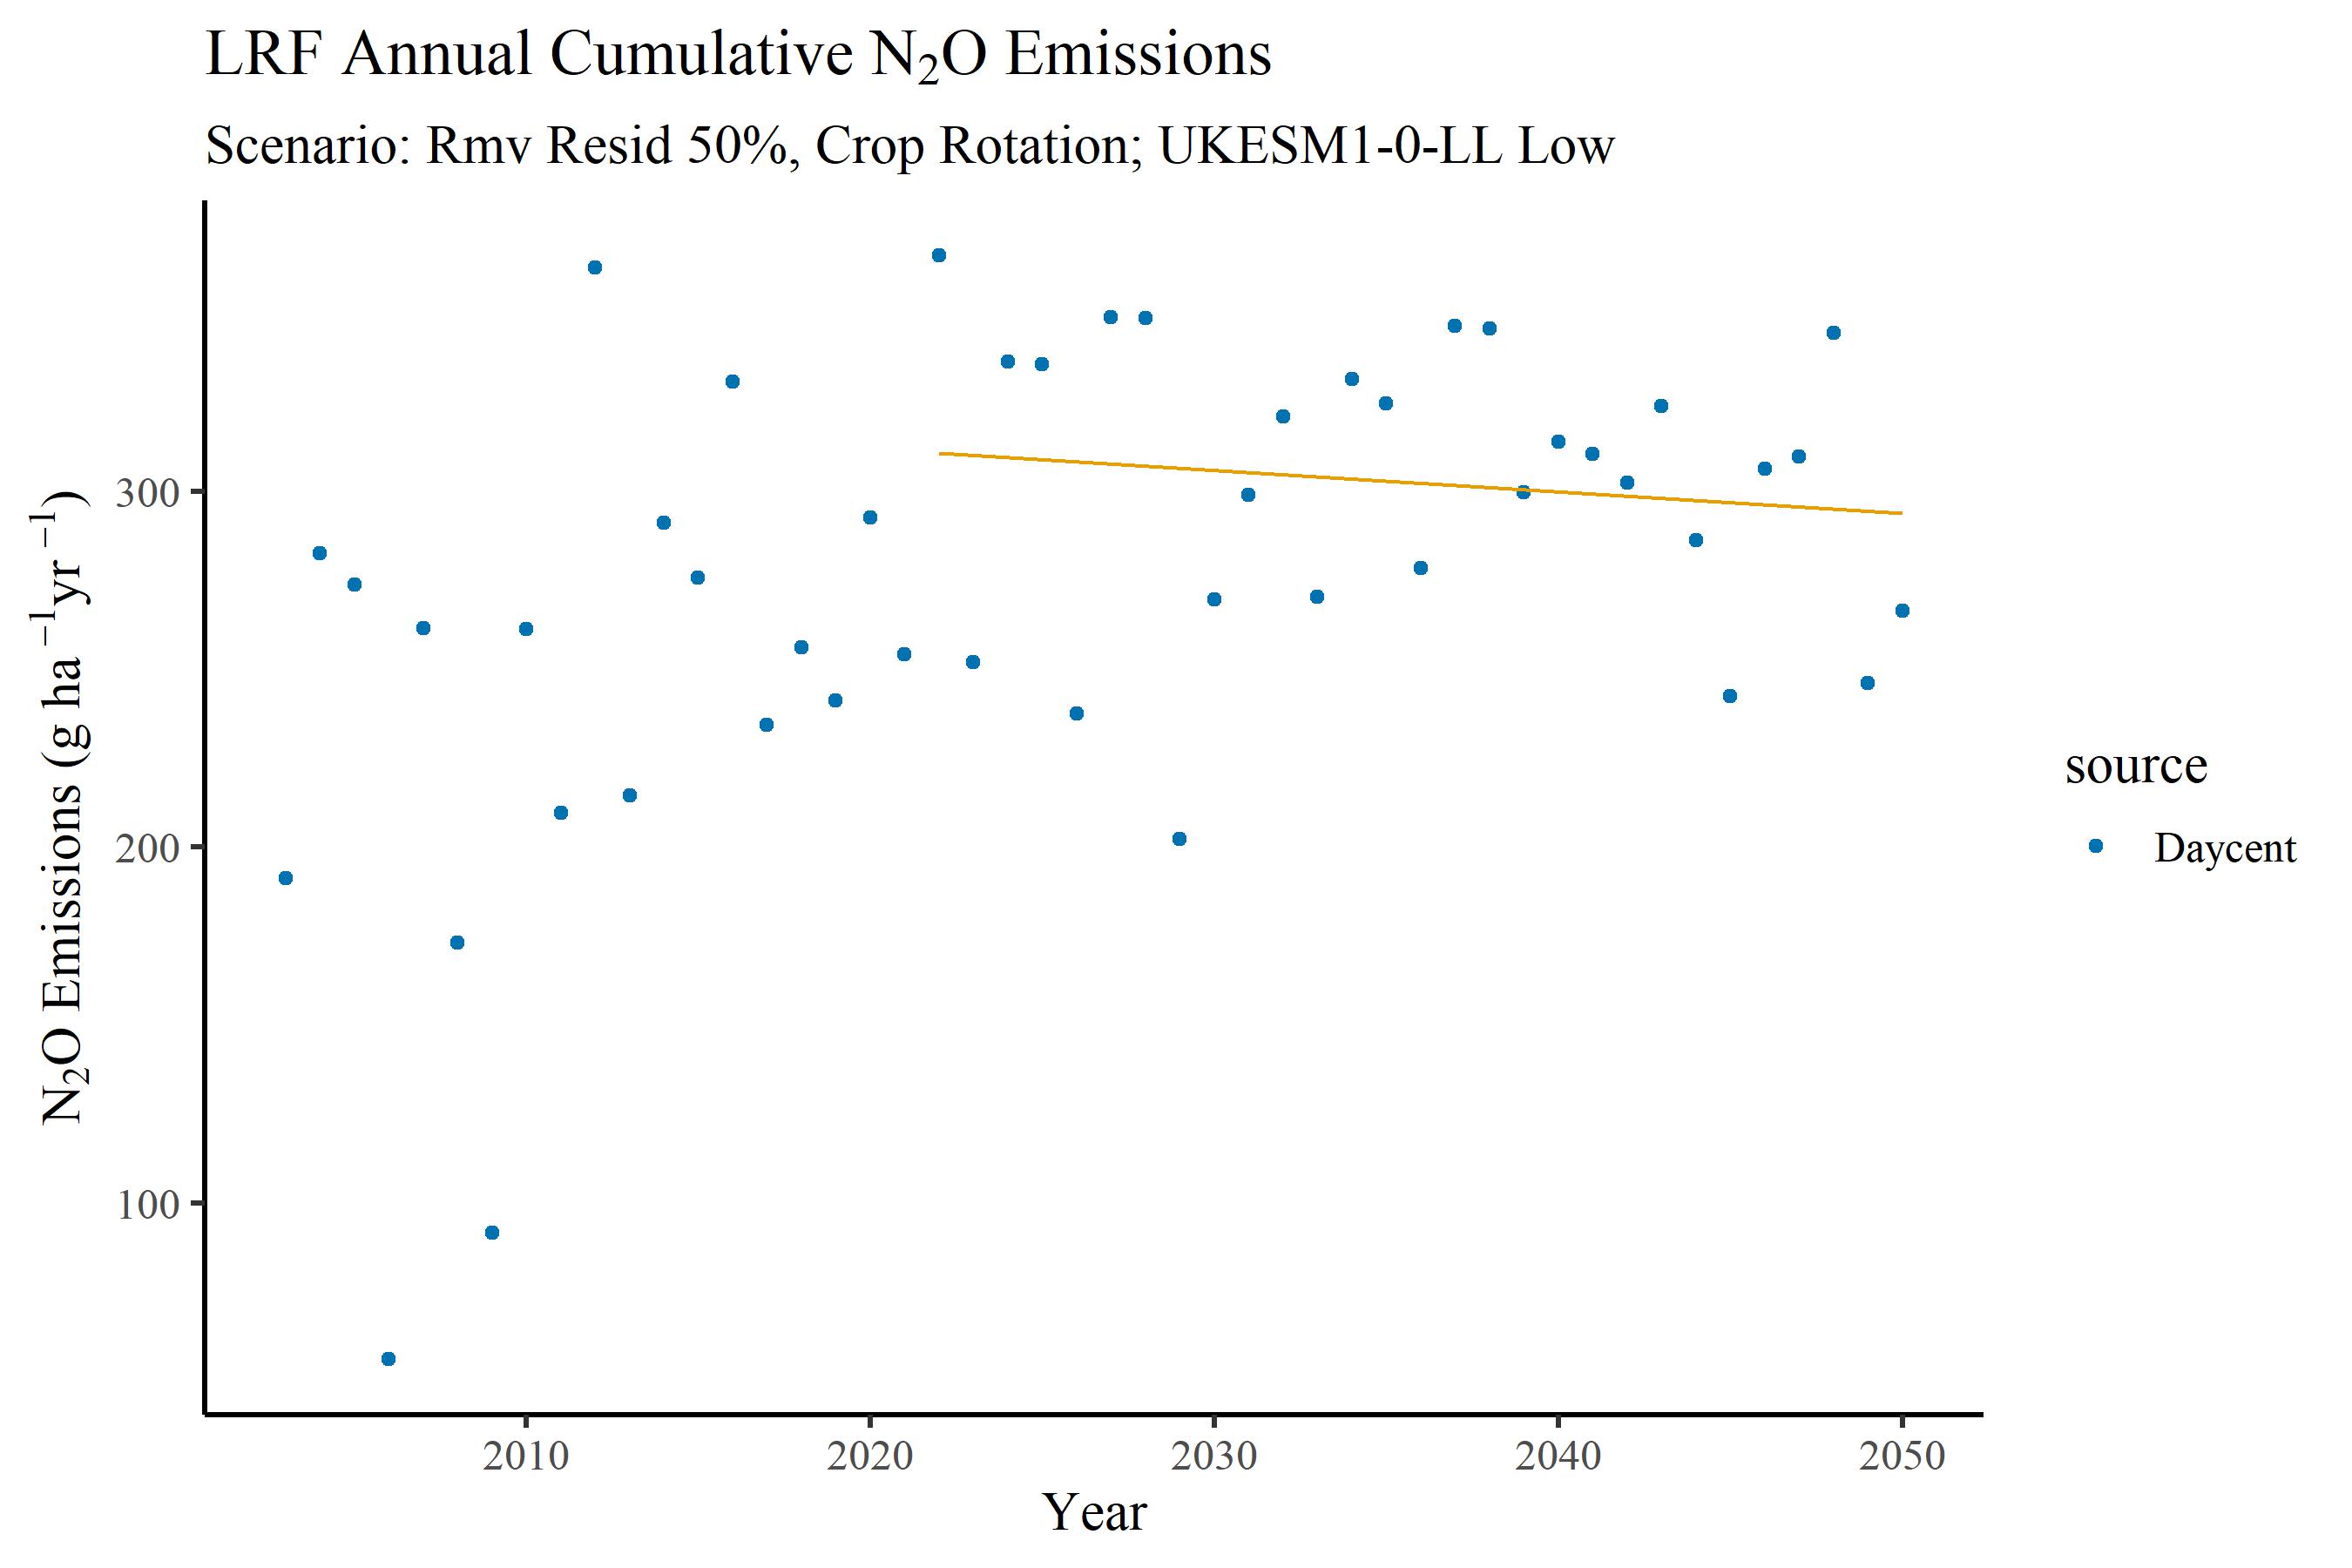 LRF Annual Cumulative N₂O Emissions
Scenario: Rmv Resid 50%, Crop Rotation; UKESM1-0-LL Low
N₂O Emissions (g ha ⁻¹yr ⁻¹)
300
200
100
2010 2020 2030 2040 2050
Year
source
Daycent